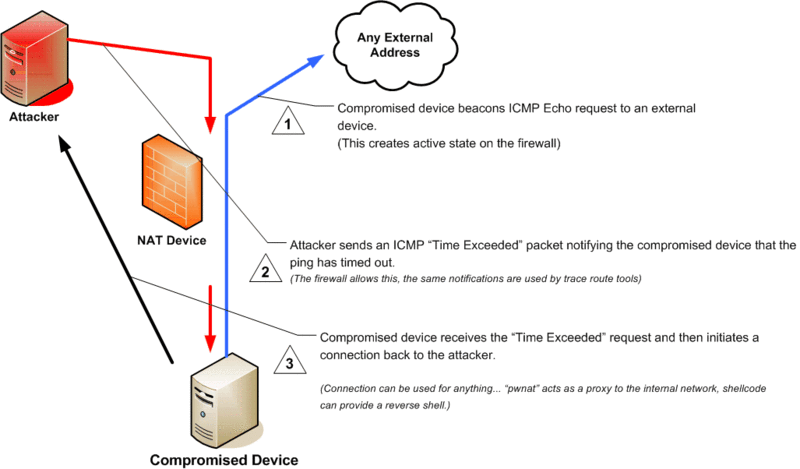 Any External
Address
Attacker
1
Compromised device beacons ICMP Echo request to an external
device.
(This creates active state on the firewall)
NAT Device
2
Attacker sends an ICMP “Time Exceeded” packet notifying the compromised device that the
ping has timed out.
(The firewall allows this, the same notifications are used by trace route tools)
3
Compromised device receives the “Time Exceeded” request and then initiates a
connection back to the attacker.
(Connection can be used for anything... “pwnat” acts as a proxy to the internal network, shellcode
can provide a reverse shell.)
Compromised Device